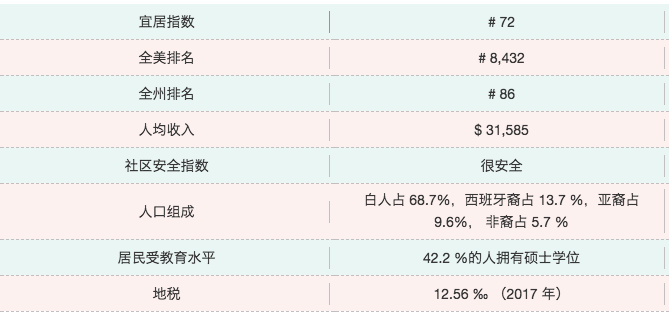 宜居指数 # 72
全美排名 # 8,432
全州排名 # 86
人均收入 $ 31,585
社区安全指数 很安全
人口组成 白人占 68.7%，西班牙裔占 13.7 %，亚裔占
9.6%， 非裔占 5.7 %
居民受教育水平 42.2 %的人拥有硕士学位
地税 12.56 ‰ （2017 年）